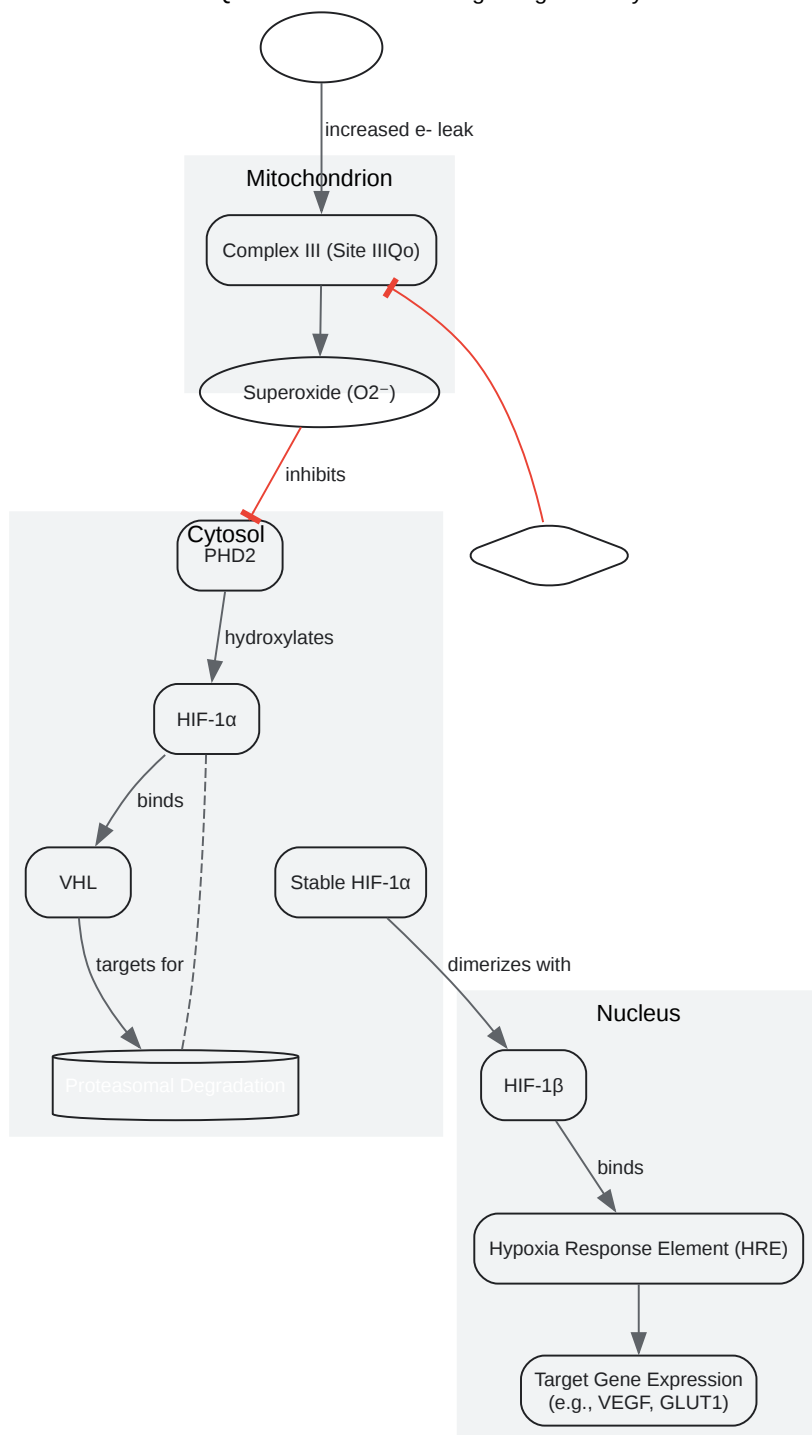 increased e- leak
Mitochondrion
Complex III (Site IIIQo)
Superoxide (O2⁻)
inhibits
Cytosol
PHD2
hydroxylates
HIF-1α
binds
VHL
Stable HIF-1α
targets for
dimerizes with
Nucleus
Proteasomal Degradation
HIF-1β
binds
Hypoxia Response Element (HRE)
Target Gene Expression
(e.g., VEGF, GLUT1)